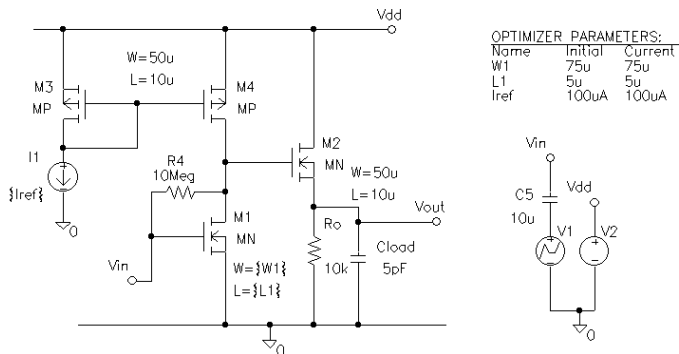 Vdd
OPTIMIZER PARAMETERS:
Name Initial Current
W1 75u 75u
L1 5u 5u
Iref 100uA 100uA
W=50u
L=10u
M3
MP
M4
MP
I1
{Iref}
0
R4
10Meg
M2
MN
W=50u
L=10u
M1
MN
Vin
W={W1}
L={L1}
Ro
10k
Cload
5pF
Vout
0
Vin
C5
10u
Vdd
V1
V2
0